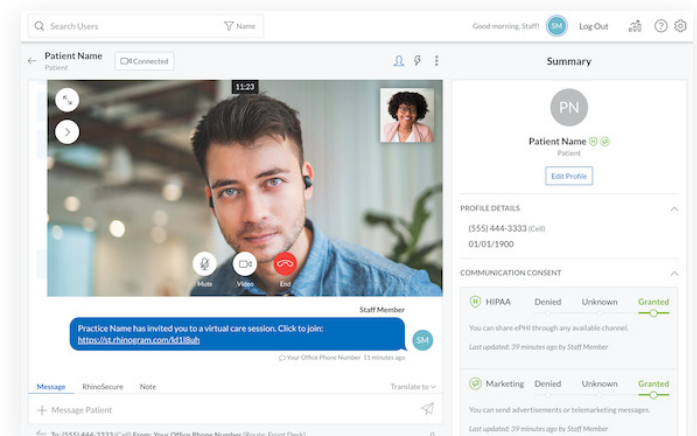 Search Users
Name
Good morning, Staff!
SM
Log Out
Patient Name
Patient
Connected
Summary
11:23
PN
Patient Name
Patient
Edit Profile
PROFILE DETAILS
(555) 444-3333 (Cell)
01/01/1900
Mute
Video
End
COMMUNICATION CONSENT
Staff Member
HIPAA
Denied
Unknown
Granted
Practice Name has invited you to a virtual care session. Click to join:
SM
You can share ePHI through any available channel.
Last updated: 39 minutes ago by Staff Member
Your Office Phone Number 11 minutes ago
Message
RhinoSecure
Note
Translate to
Marketing
Denied
Unknown
Granted
Message Patient
You can send advertisements or telemarketing messages.
Last updated: 39 minutes ago by Staff Member
To: (555) 444-3333 (Cell) From: Your Office Phone Number (Route: Front Desk)